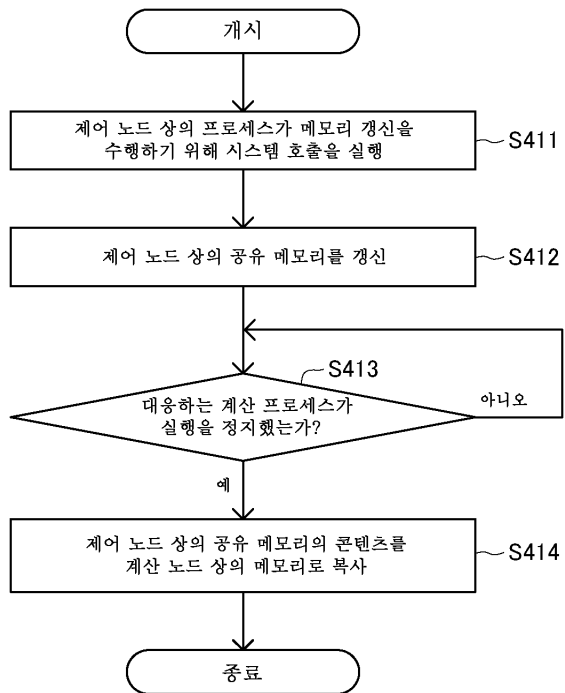 개시
제어 노드 상의 프로세스가 메모리 갱신을
수행하기 위해 시스템 호출을 실행
S411
제어 노드 상의 공유 메모리를 갱신
S412
S413
대응하는 계산 프로세스가
실행을 정지했는가?
아니오
예
제어 노드 상의 공유 메모리의 콘텐츠를
계산 노드 상의 메모리로 복사
S414
종료